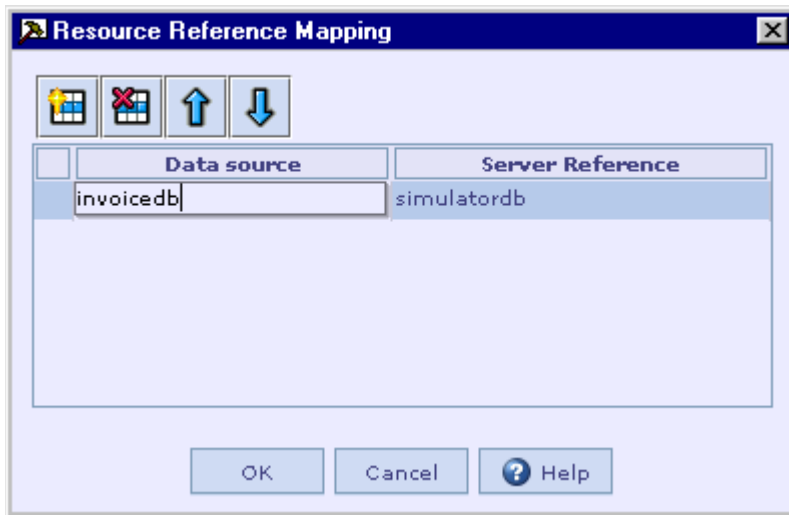 Resource Reference Mapping
Data source Server Reference
invoicedb simulatordb
OK Cancel Help